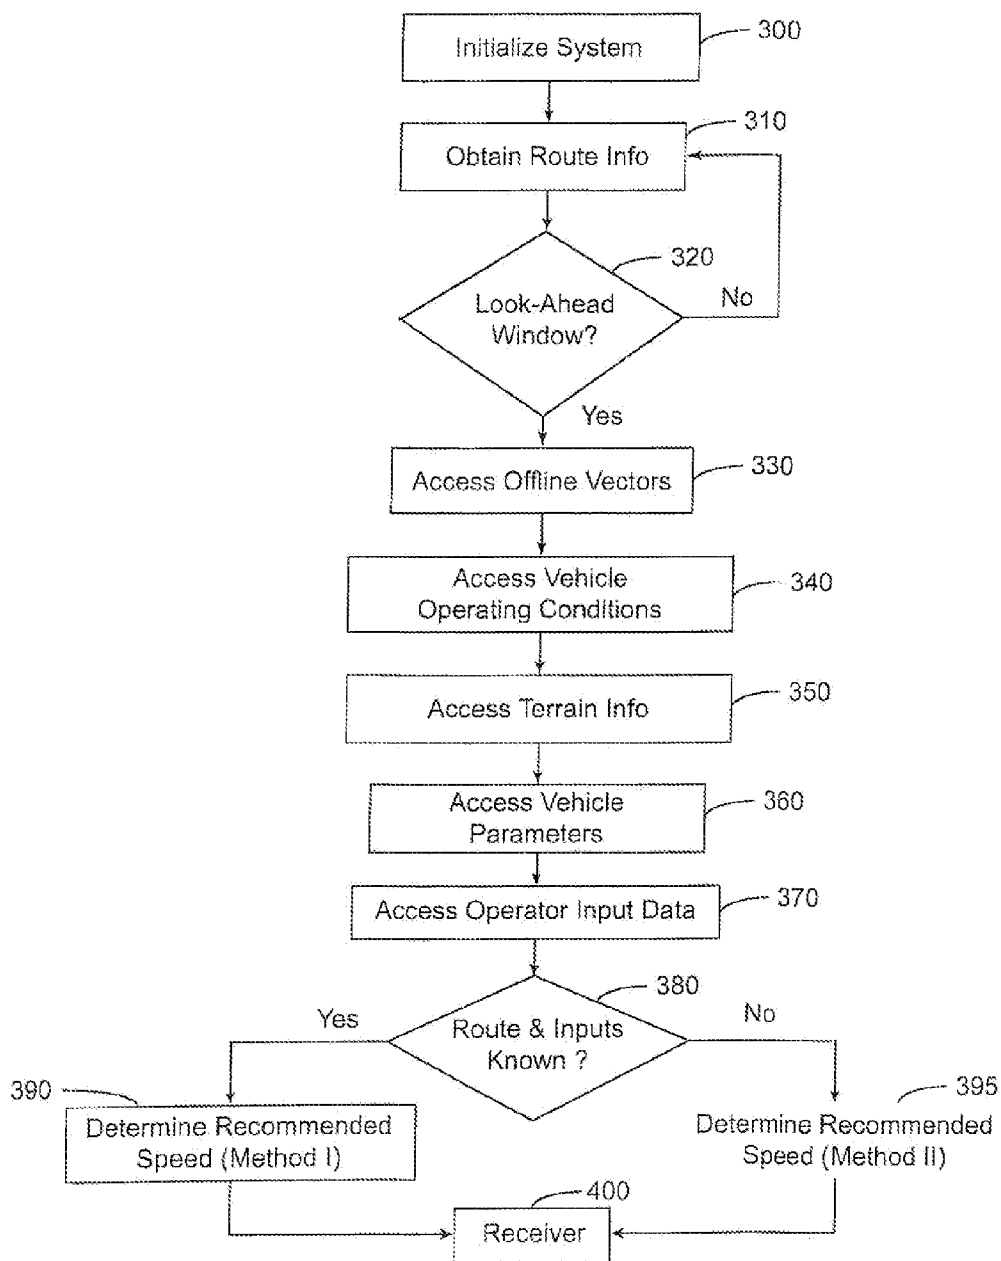 Initialize System
300
310
Obtain Route Info
320
Look-Ahead
Window?
No
Yes
Access Offline Vectors
330
Access Vehicle
Operating Conditions
340
Access Terrain Info
350
Access Vehicle
Parameters
360
Access Operator Input Data
370
380
Yes
Route & Inputs
Known ?
No
390
Determine Recommended
Speed (Method I)
395
Determine Recommended
Speed (Method II)
400
Receiver